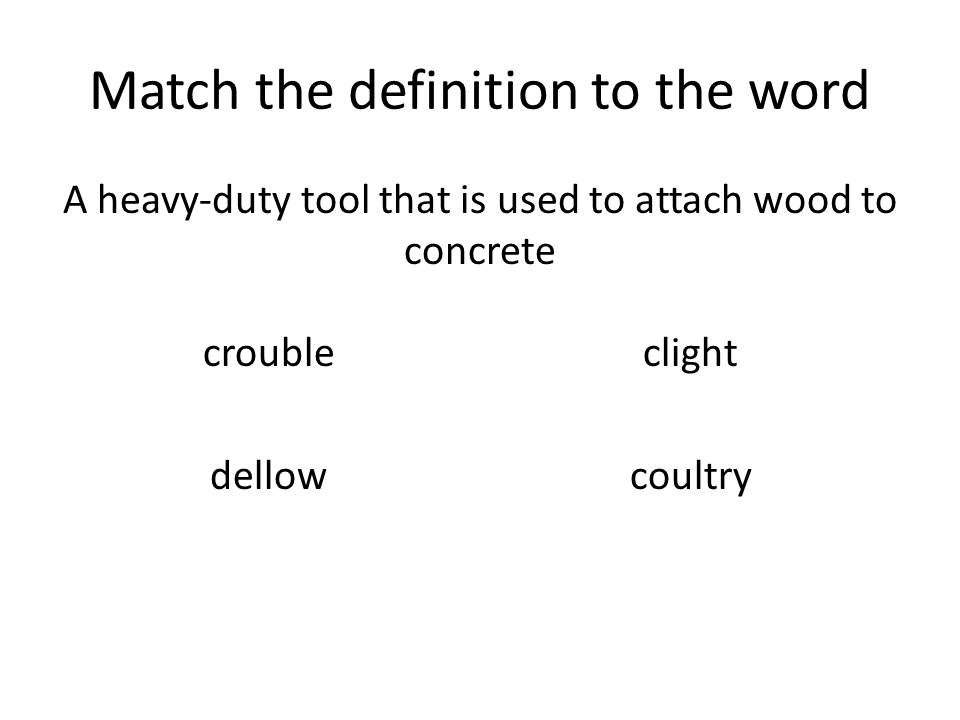 Match the definition to the word
A heavy-duty tool that is used to attach wood to
concrete
crouble clight
dellow coultry